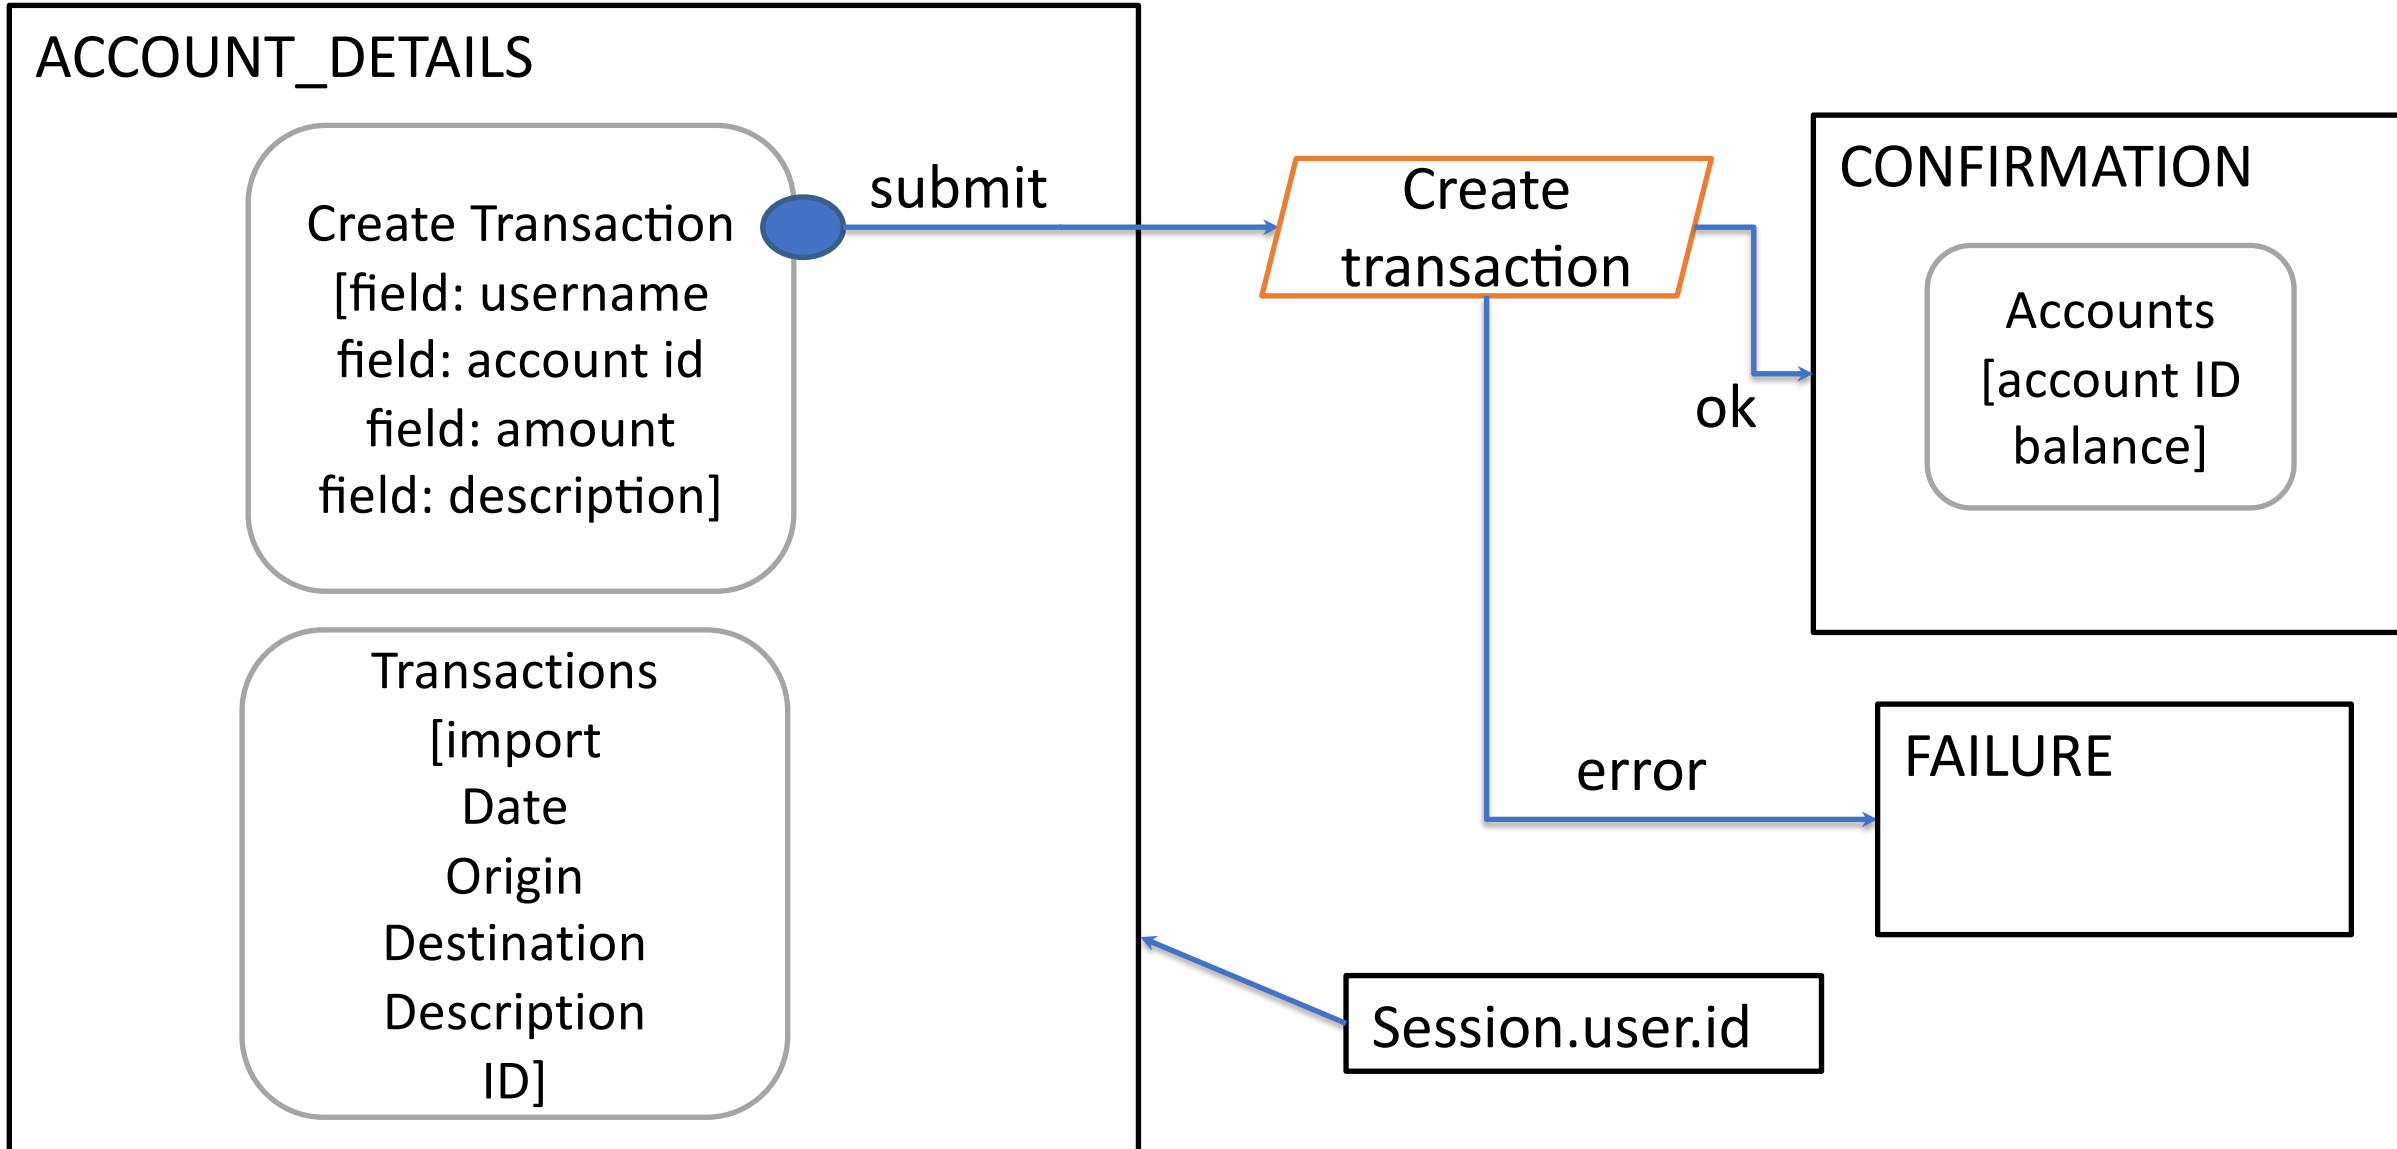 ACCOUNT_DETAILS
Create Transaction
[field: username
field: account id
field: amount
field: description]
submit
Create
transaction
ok
CONFIRMATION
Accounts
[account ID
balance]
Transactions
[import
Date
Origin
Destination
Description
ID]
error
FAILURE
Session.user.id